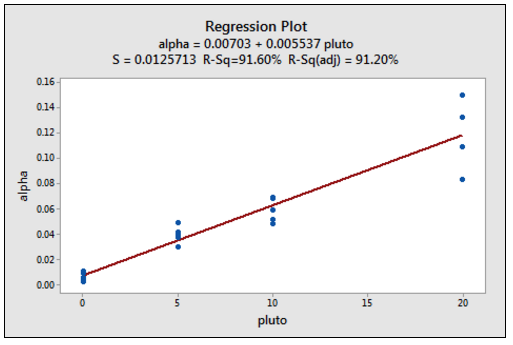 Regression Plot
alpha = 0.00703 + 0.005537 pluto
S = 0.0125713 R-Sq=91.60% R-Sq(adj) = 91.20%
0.16
0.14
0.12
0.10
0.08
0.06
0.04
0.02
0.00
alpha
0 5 10 15 20
pluto